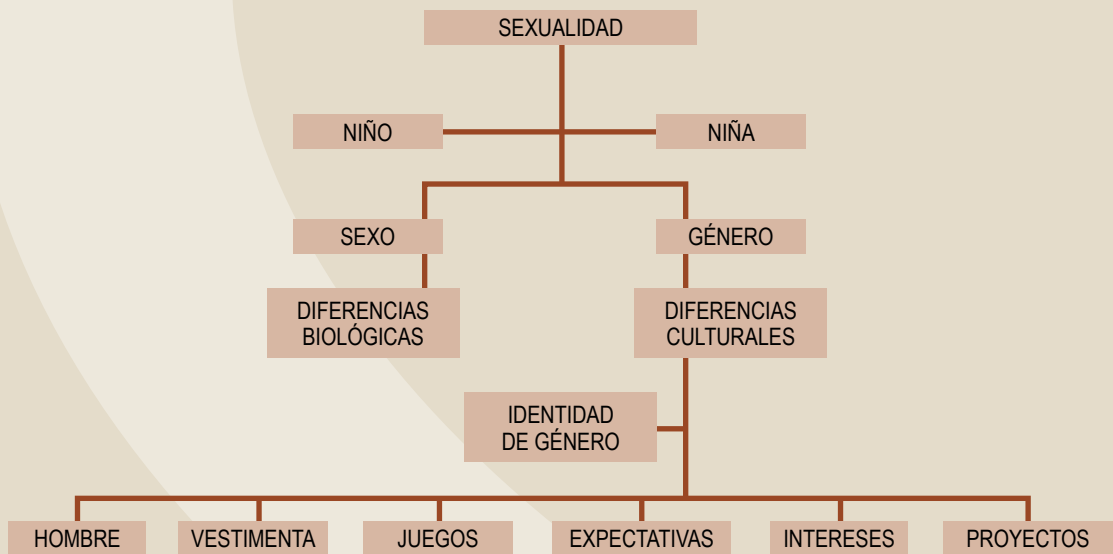 SEXUALIDAD
NIÑO
NIÑA
SEXO
GÉNERO
DIFERENCIAS
BIOLÓGICAS
DIFERENCIAS
CULTURALES
IDENTIDAD
DE GÉNERO
HOMBRE
VESTIMENTA
JUEGOS
EXPECTATIVAS
INTERESES
PROYECTOS